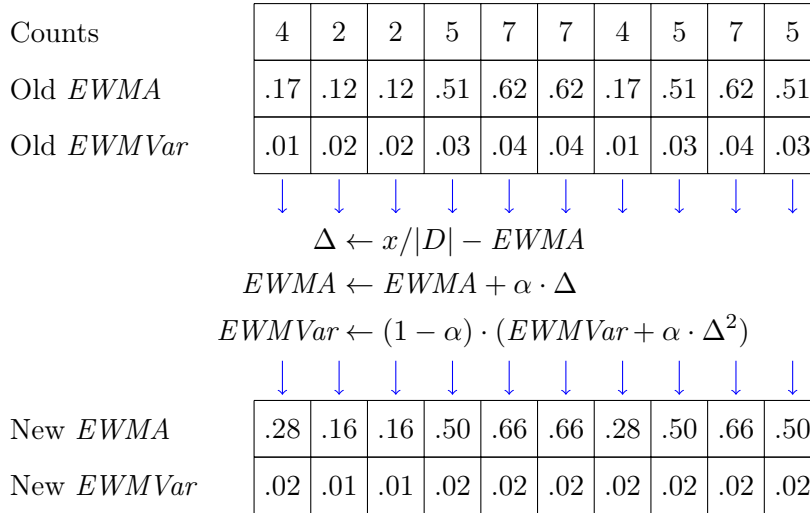 Counts 4 2 2 5 7 7 4 5 7 5
Old EWMA .17 .12 .12 .51 .62 .62 .17 .51 .62 .51
Old EWMVar .01 .02 .02 .03 .04 .04 .01 .03 .04 .03
↓ ↓ ↓ ↓ ↓ ↓ ↓ ↓ ↓ ↓
Δ ← x/|D| − EWMA
EWMA ← EWMA + α · Δ
EWMVar ← (1 − α) · (EWMVar + α · Δ²)
↓ ↓ ↓ ↓ ↓ ↓ ↓ ↓ ↓ ↓
New EWMA .28 .16 .16 .50 .66 .66 .28 .50 .66 .50
New EWMVar .02 .01 .01 .02 .02 .02 .02 .02 .02 .02